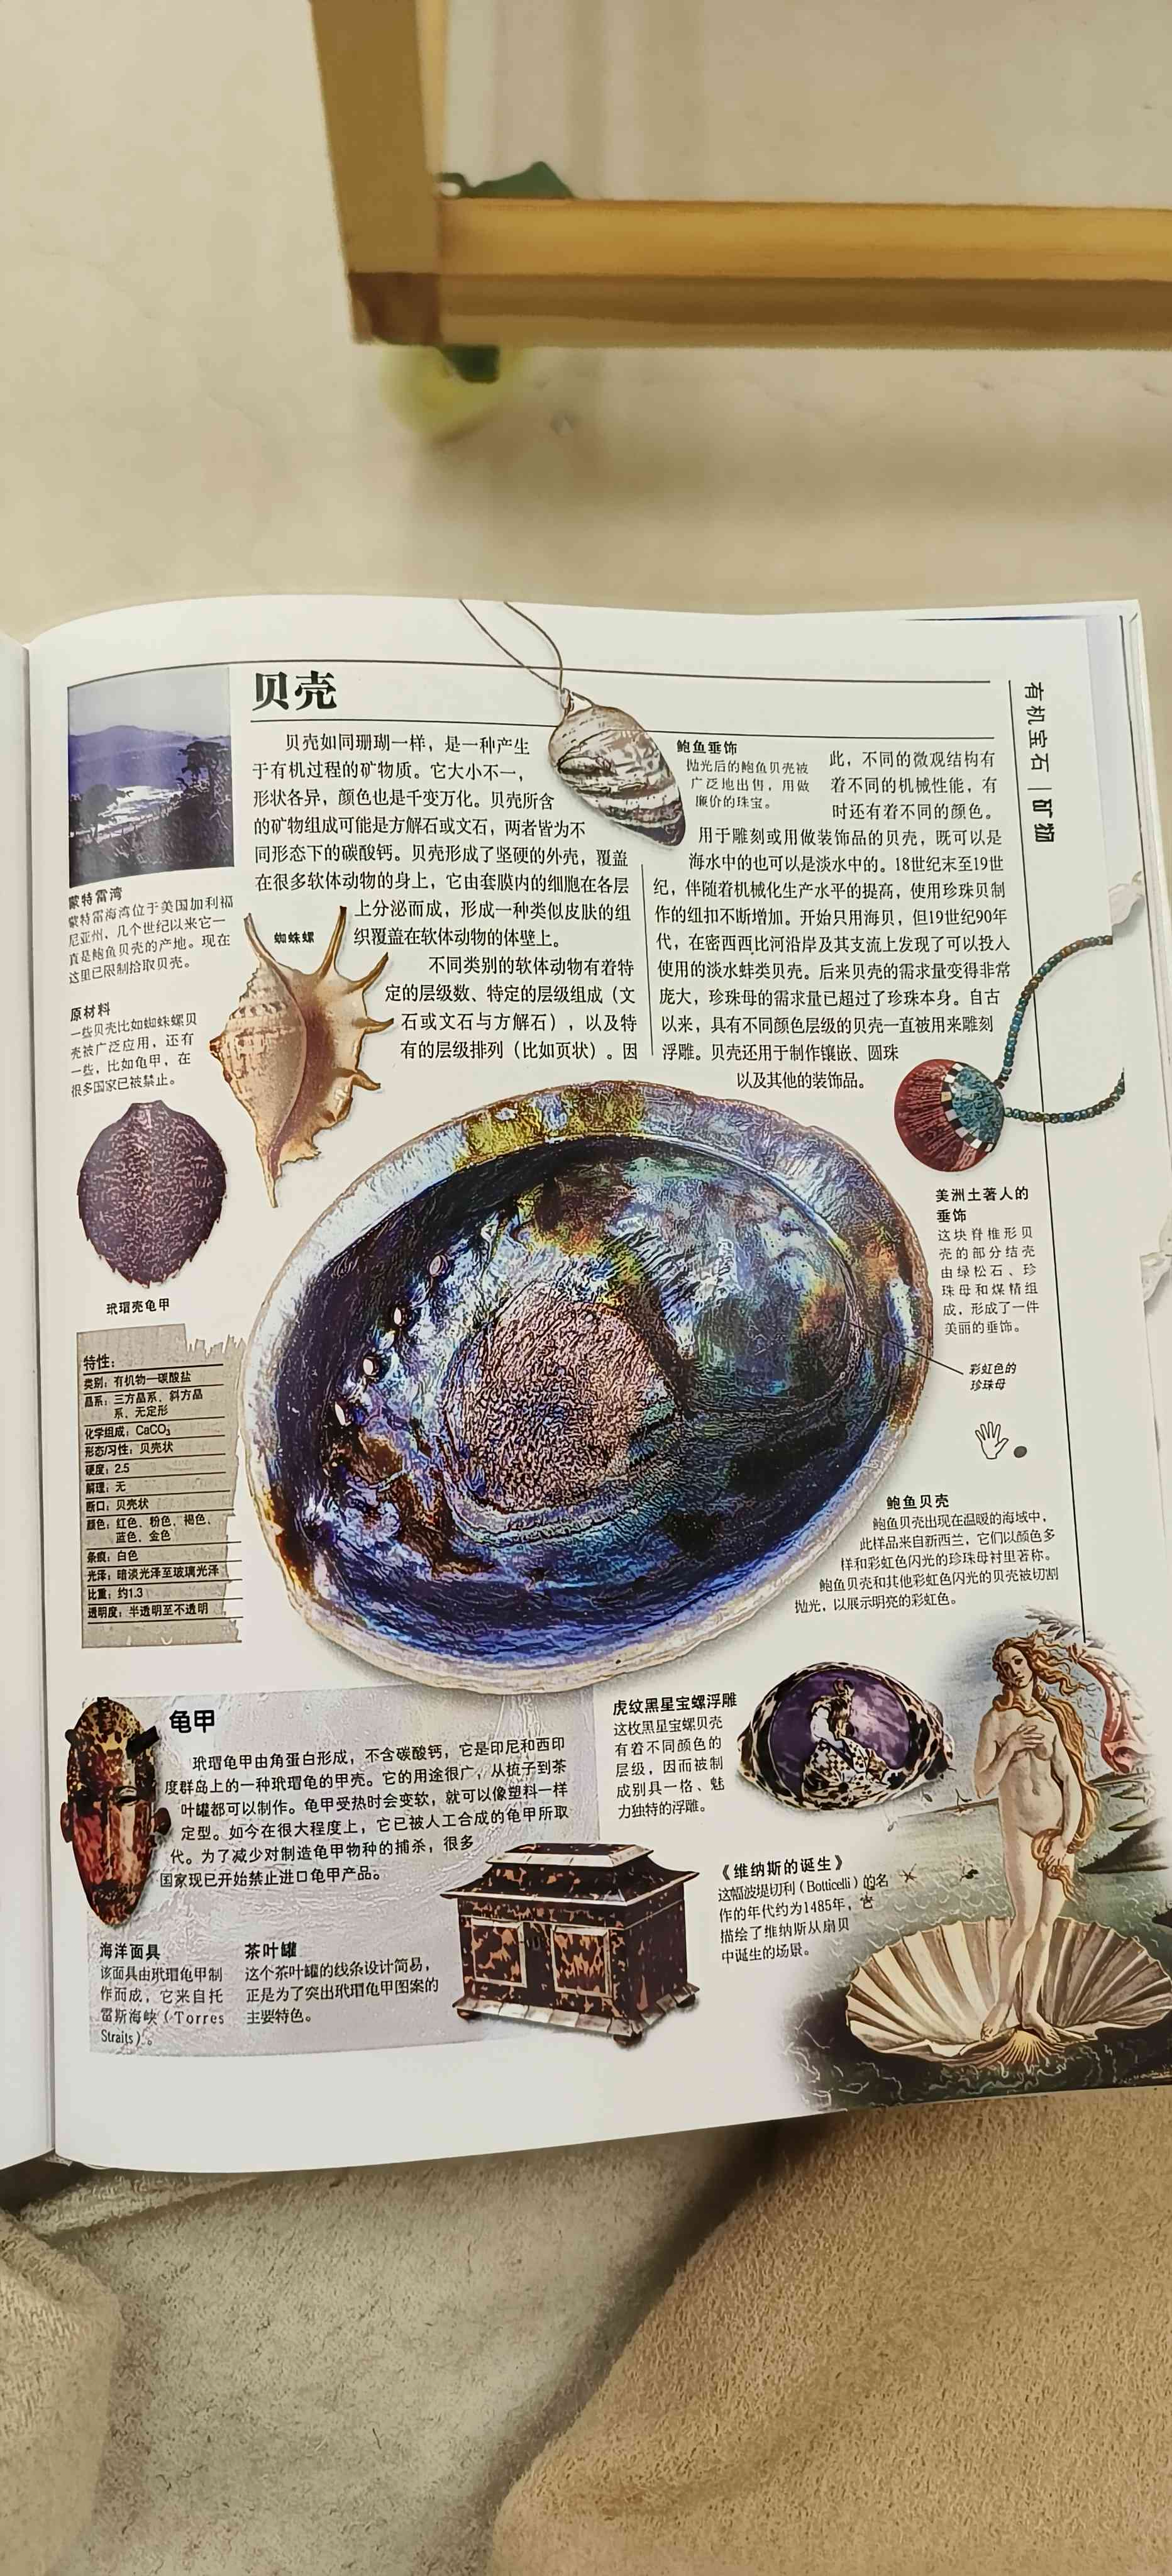 贝壳
贝壳如同珊瑚一样，是一种产生
于有机过程的矿物质。它大小不一，
形状各异，颜色也是千变万化。贝壳所含
的矿物组成可能是方解石或文石，两者皆为不
同形态下的碳酸钙。贝壳形成了坚硬的外壳，覆盖
在很多软体动物的身上，它由套膜内的细胞在各层
上分泌而成，形成一种类似皮肤的组
织覆盖在软体动物的体壁上。
不同类别的软体动物有着特
定的层级数、特定的层级组成（文
石或文石与方解石），以及特
有的层级排列（比如页状）。因
此，不同的微观结构有
着不同的机械性能，有
时还有着不同的颜色。
用于雕刻或用做装饰品的贝壳，既可以是
海水中的也可以是淡水中的。18世纪末至19世
纪，伴随着机械化生产水平的提高，使用珍珠贝制
作的纽扣不断增加。开始只用海贝，但19世纪90年
代，在密西西比河沿岸及其支流上发现了可以投入
使用的淡水蚌类贝壳。后来贝壳的需求量变得非常
庞大，珍珠母的需求量已超过了珍珠本身。自古
以来，具有不同颜色层级的贝壳一直被用来雕刻
浮雕。贝壳还用于制作镶嵌、圆珠
以及其他的装饰品。
鲍鱼垂饰
抛光后的鲍鱼贝壳被
广泛地出售，用做
廉价的珠宝。
有机宝石 | 矿物
蒙特雷湾
蒙特雷海湾位于美国加利福
尼亚州，几个世纪以来它一
直是鲍鱼贝壳的产地。现在
这里已限制拾取贝壳。
蜘蛛螺
原材料
一些贝壳比如蜘蛛螺贝
壳被广泛应用，还有
一些，比如龟甲，在
很多国家已被禁止。
玳瑁壳龟甲
美洲土著人的
垂饰
这块脊椎形贝
壳的部分结壳
由绿松石、珍
珠母和煤精组
成，形成了一件
美丽的垂饰。
彩虹色的
珍珠母
特性：
类别：有机物—碳酸盐
晶系：三方晶系、斜方晶
系、无定形
化学组成：CaCO₃
形态/习性：贝壳状
硬度：2.5
解理：无
断口：贝壳状
颜色：红色、粉色、褐色、
蓝色、金色
条痕：白色
光泽：暗淡光泽至玻璃光泽
比重：约1.3
透明度：半透明至不透明
鲍鱼贝壳
鲍鱼贝壳出现在温暖的海域中，
此样品来自新西兰，它们以颜色多
样和彩虹色闪光的珍珠母衬里著称。
鲍鱼贝壳和其他彩虹色闪光的贝壳被切割
抛光，以展示明亮的彩虹色。
龟甲
玳瑁龟甲由角蛋白形成，不含碳酸钙，它是印尼和西印
度群岛上的一种玳瑁龟的甲壳。它的用途很广，从梳子到茶
叶罐都可以制作。龟甲受热时会变软，就可以像塑料一样
定型。如今在很大程度上，它已被人工合成的龟甲所取
代。为了减少对制造龟甲物种的捕杀，很多
国家现已开始禁止进口龟甲产品。
海洋面具
该面具由玳瑁龟甲制
作而成，它来自托
雷斯海峡（Torres
Straits）。
茶叶罐
这个茶叶罐的线条设计简易，
正是为了突出玳瑁龟甲图案的
主要特色。
虎纹黑星宝螺浮雕
这枚黑星宝螺贝壳
有着不同颜色的
层级，因而被制
成别具一格、魅
力独特的浮雕。
《维纳斯的诞生》
这幅波堤切利（Botticelli）的名
作的年代约为1485年，它
描绘了维纳斯从扇贝
中诞生的场景。